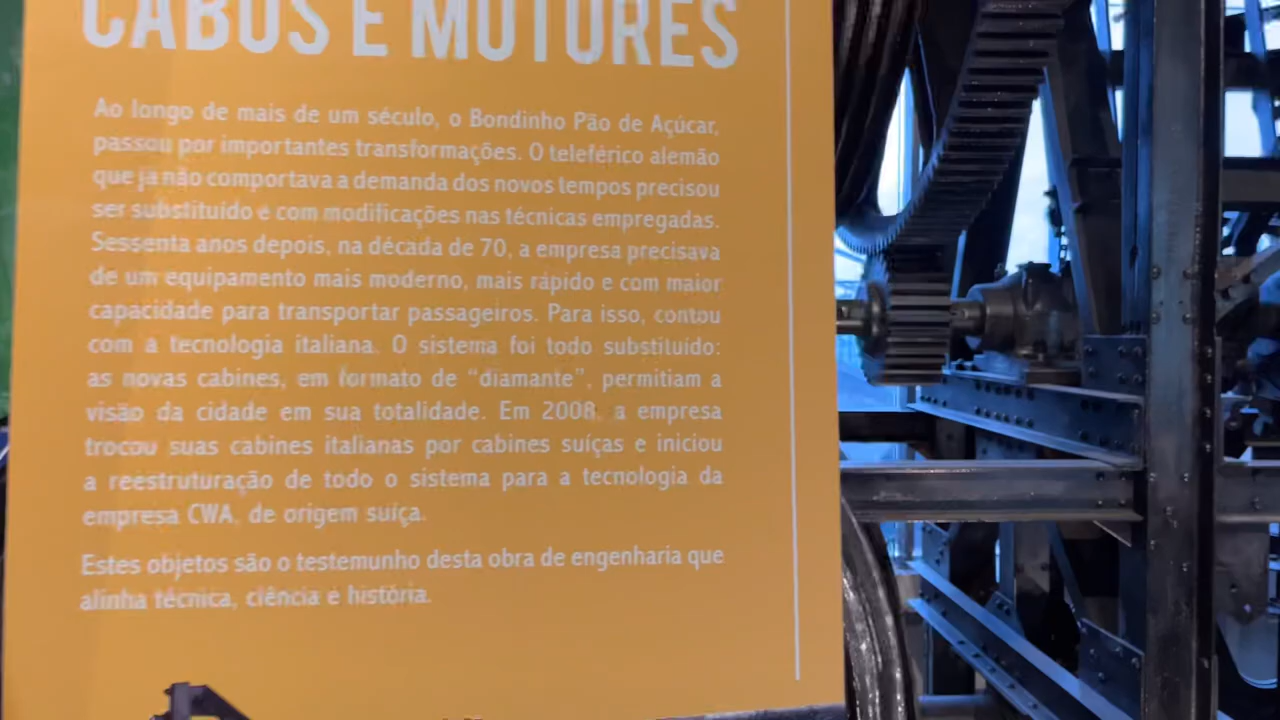 CABOS E MOTORES
Ao longo de mais de um século, o Bondinho Pão de Açúcar,
passou por importantes transformações. O teleférico alemão
que já não comportava a demanda dos novos tempos precisou
ser substituído e com modificações nas técnicas empregadas.
Sessenta anos depois, na década de 70, a empresa precisava
de um equipamento mais moderno, mais rápido e com maior
capacidade para transportar passageiros. Para isso, contou
com a tecnologia italiana. O sistema foi todo substituído:
as novas cabines, em formato de “diamante”, permitiam a
visão da cidade em sua totalidade. Em 2008, a empresa
trocou suas cabines italianas por cabines suíças e iniciou
a reestruturação de todo o sistema para a tecnologia da
empresa CWA, de origem suíça.
Estes objetos são o testemunho desta obra de engenharia que
alinha técnica, ciência e história.